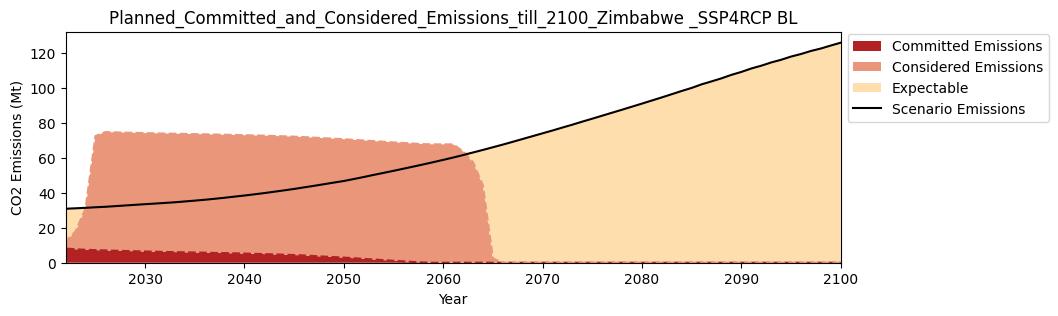 Planned_Committed_and_Considered_Emissions_till_2100_Zimbabwe _SSP4RCP BL
CO2 Emissions (Mt)
120
100
80
60
40
20
0
2030 2040 2050 2060 2070 2080 2090 2100
Year
Committed Emissions
Considered Emissions
Expectable
Scenario Emissions